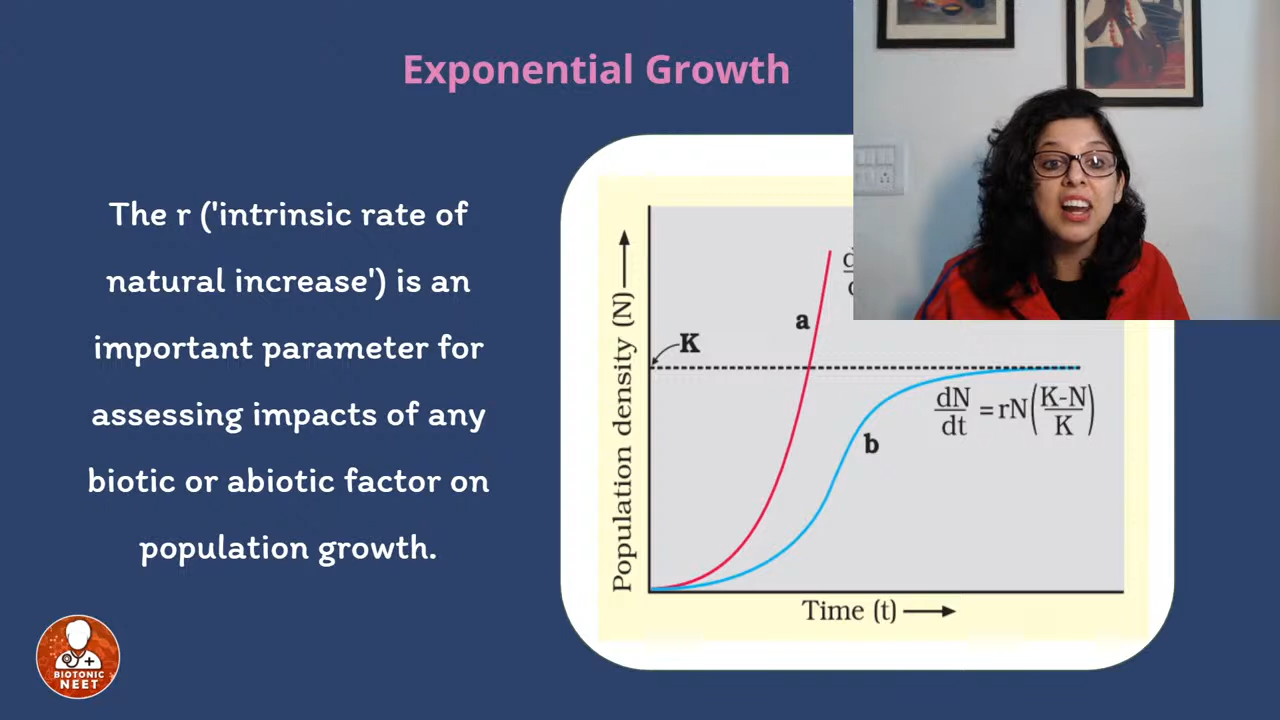 Exponential Growth
The r ('intrinsic rate of
natural increase') is an
important parameter for
assessing impacts of any
biotic or abiotic factor on
population growth.
Population density (N)
K
a
b
dN
dt
=rN
(K-N
K)
Time (t)
BIOTONIC
NEET